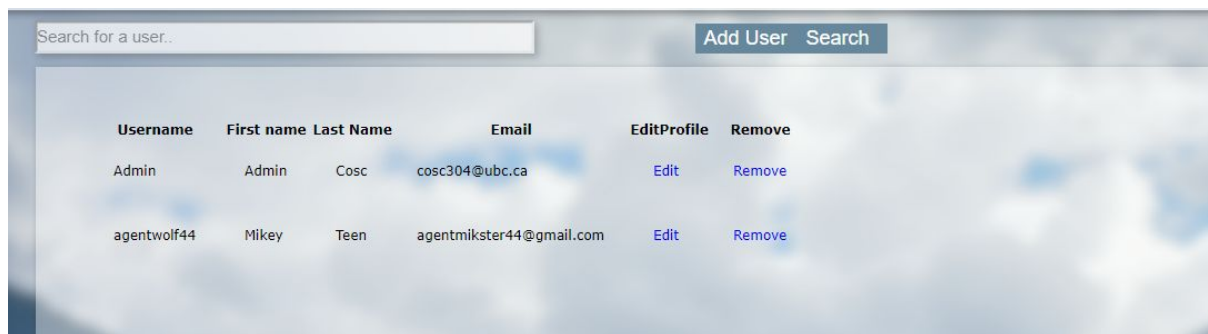 Search for a user..
Add User Search
Username First name Last Name Email EditProfile Remove
Admin Admin Cosc cosc304@ubc.ca Edit Remove
agentwolf44 Mikey Teen agentmikster44@gmail.com Edit Remove